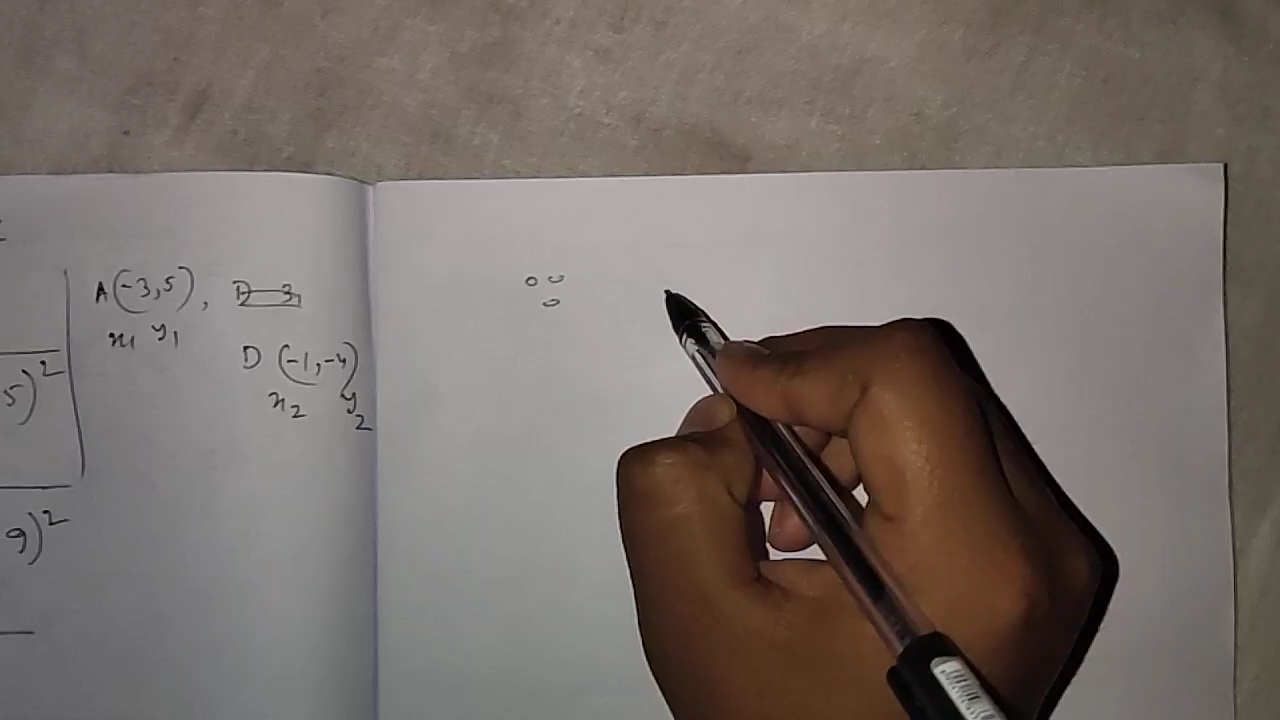 A(-3,5),
x₁ y₁
D (-1,-4)
x₂ y₂
5)²
9)²